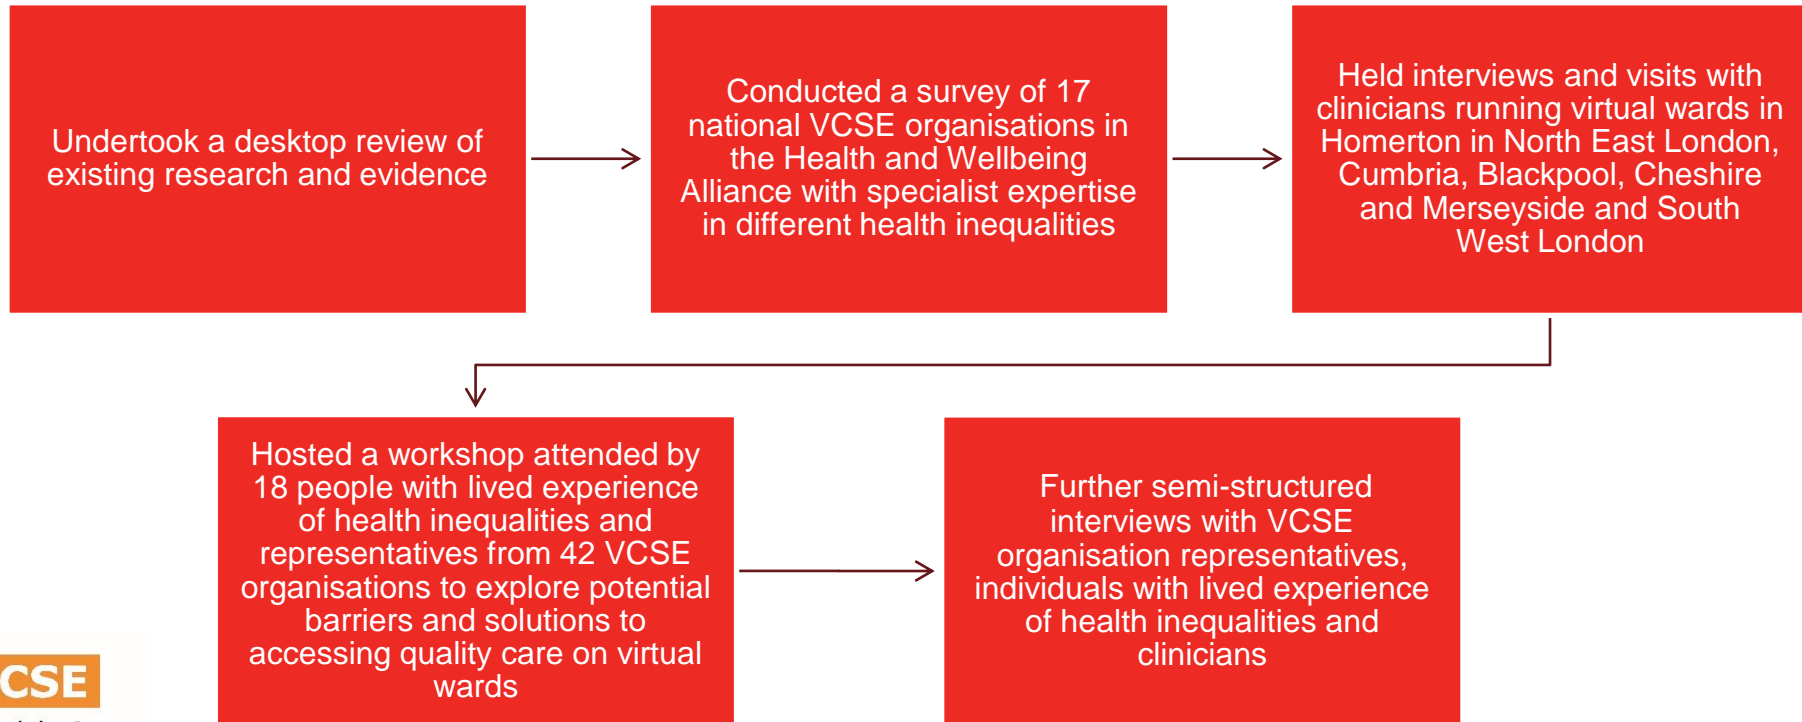 Undertook a desktop review of
existing research and evidence
Conducted a survey of 17
national VCSE organisations in
the Health and Wellbeing
Alliance with specialist expertise
in different health inequalities
Held interviews and visits with
clinicians running virtual wards in
Homerton in North East London,
Cumbria, Blackpool, Cheshire
and Merseyside and South
West London
Hosted a workshop attended by
18 people with lived experience
of health inequalities and
representatives from 42 VCSE
organisations to explore potential
barriers and solutions to
accessing quality care on virtual
wards
Further semi-structured
interviews with VCSE
organisation representatives,
individuals with lived experience
of health inequalities and
clinicians
CSE